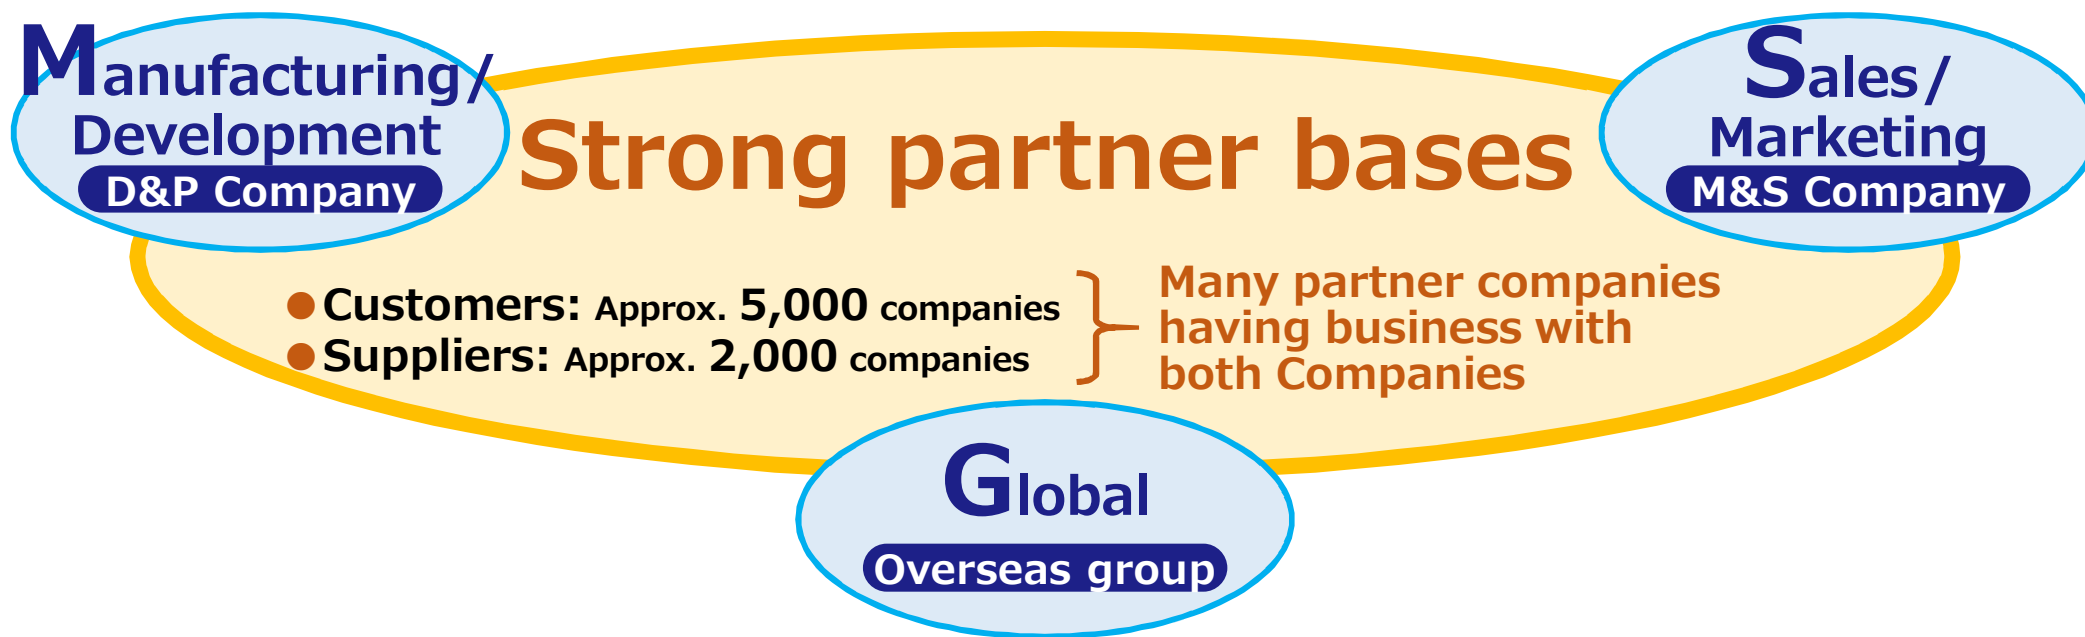 Manufacturing/
Development
D&P Company
Strong partner bases
Sales/
Marketing
M&S Company
●Customers: Approx. 5,000 companies
●Suppliers: Approx. 2,000 companies
Many partner companies
having business with
both Companies
Global
Overseas group